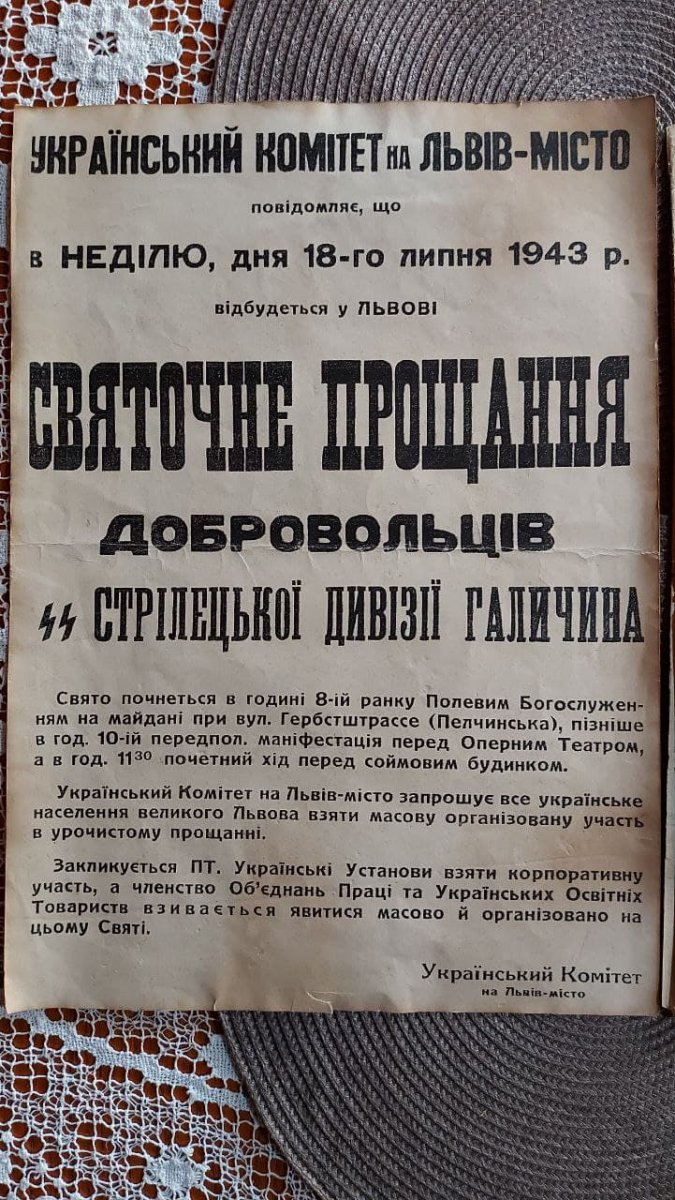 УКРАЇНСЬКИЙ КОМІТЕТ НА ЛЬВІВ-МІСТО
повідомляє, що
в НЕДІЛЮ, дня 18-го липня 1943 р.
відбудеться у ЛЬВОВІ
СВЯТОЧНЕ ПРОЩАННЯ
ДОБРОВОЛЬЦІВ
ᛋᛋ СТРІЛЕЦЬКОЇ ДИВІЗІЇ ГАЛИЧИНА
Свято почнеться в годині 8-ій ранку Полевим Богослужен-
ням на майдані при вул. Гербстштрассе (Пелчинська), пізніше
в год. 10-ій передпол. маніфестація перед Оперним Театром,
а в год. 11³⁰ почетний хід перед соймовим будинком.
Український Комітет на Львів-місто запрошує все українське
населення великого Львова взяти масову організовану участь
в урочистому прощанні.
Закликується ПТ. Українські Установи взяти корпоративну
участь, а членство Об'єднань Праці та Українських Освітніх
Товариств взивається явитися масово й організовано на
цьому Святі.
Український Комітет
на Львів-місто